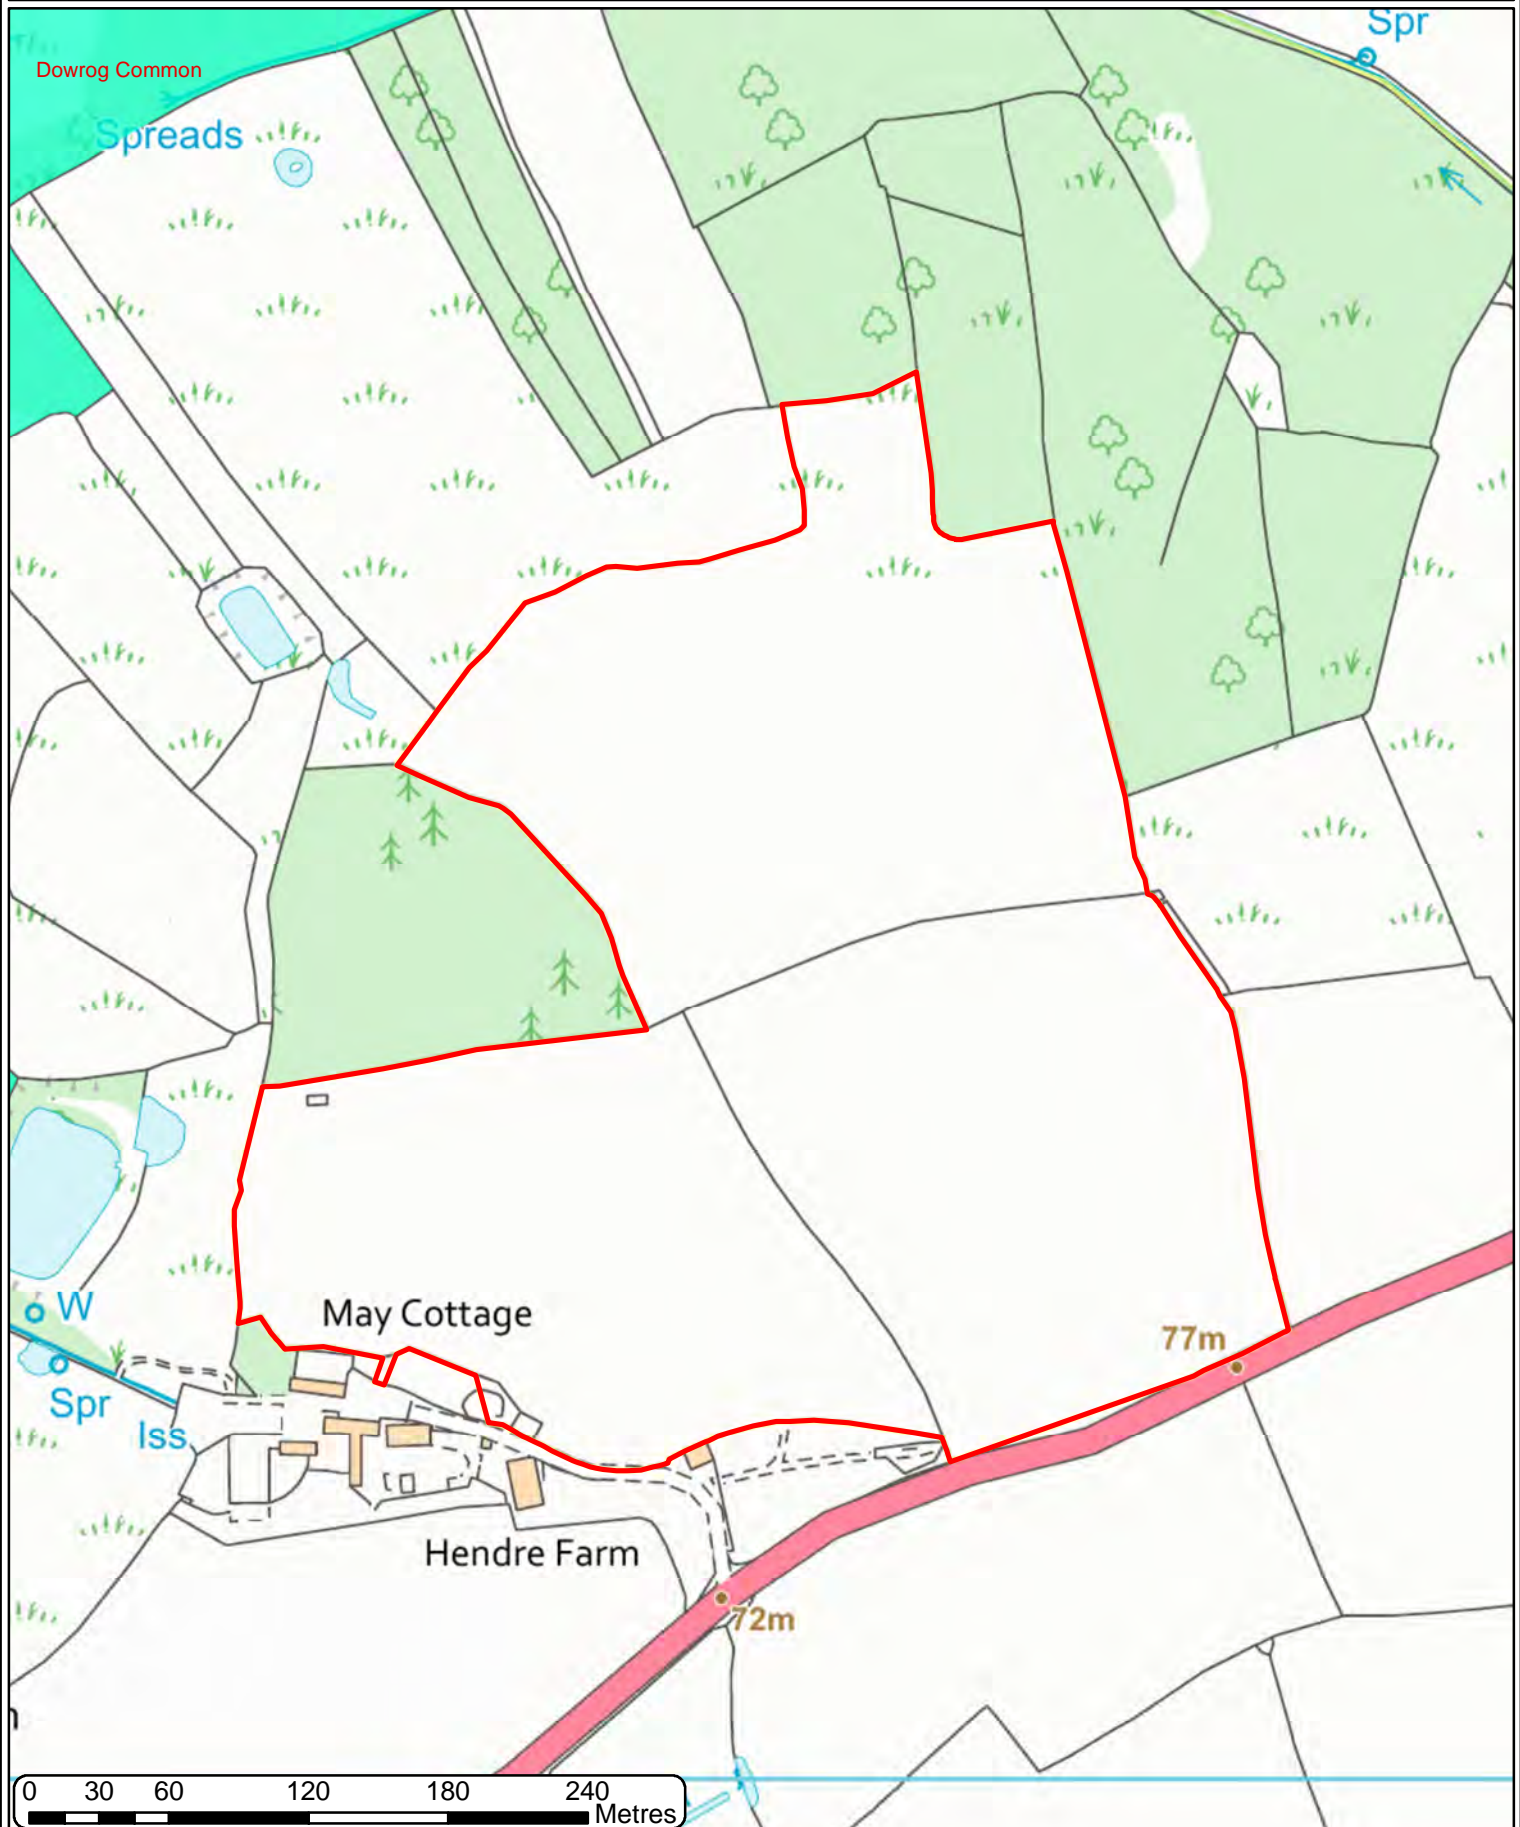 Spr
Dowrog Common
Spreads
May Cottage
W
77m
Spr
Iss
Hendre Farm
72m
0 30 60 120 180 240
Metres